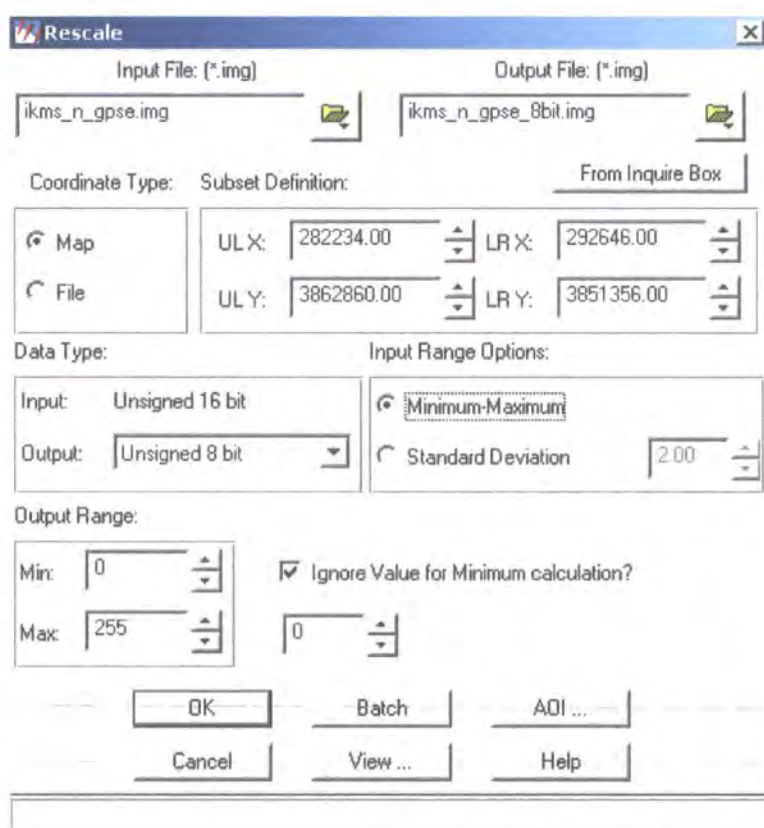 Rescale
Input File: (*.img) Output File: (*.img)
ikms_n_gpse.img ikms_n_gpse_8bit.img
From Inquire Box
Coordinate Type: Subset Definition:
Map UL X: 282234.00 LR X: 292646.00
File UL Y: 3862860.00 LR Y: 3851356.00
Data Type: Input Range Options:
Input: Unsigned 16 bit Minimum-Maximum
Output: Unsigned 8 bit Standard Deviation 2.00
Output Range:
Min: 0 Ignore Value for Minimum calculation?
Max: 255 0
OK Batch AOI ...
Cancel View ... Help